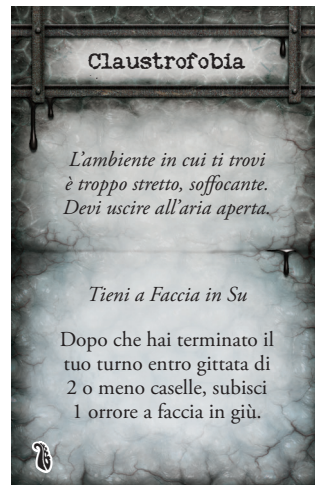 Claustrofobia
L'ambiente in cui ti trovi
è troppo stretto, soffocante.
Devi uscire all'aria aperta.
Tieni a Faccia in Su
Dopo che hai terminato il
tuo turno entro gittata di
2 o meno caselle, subisci
1 orrore a faccia in giù.